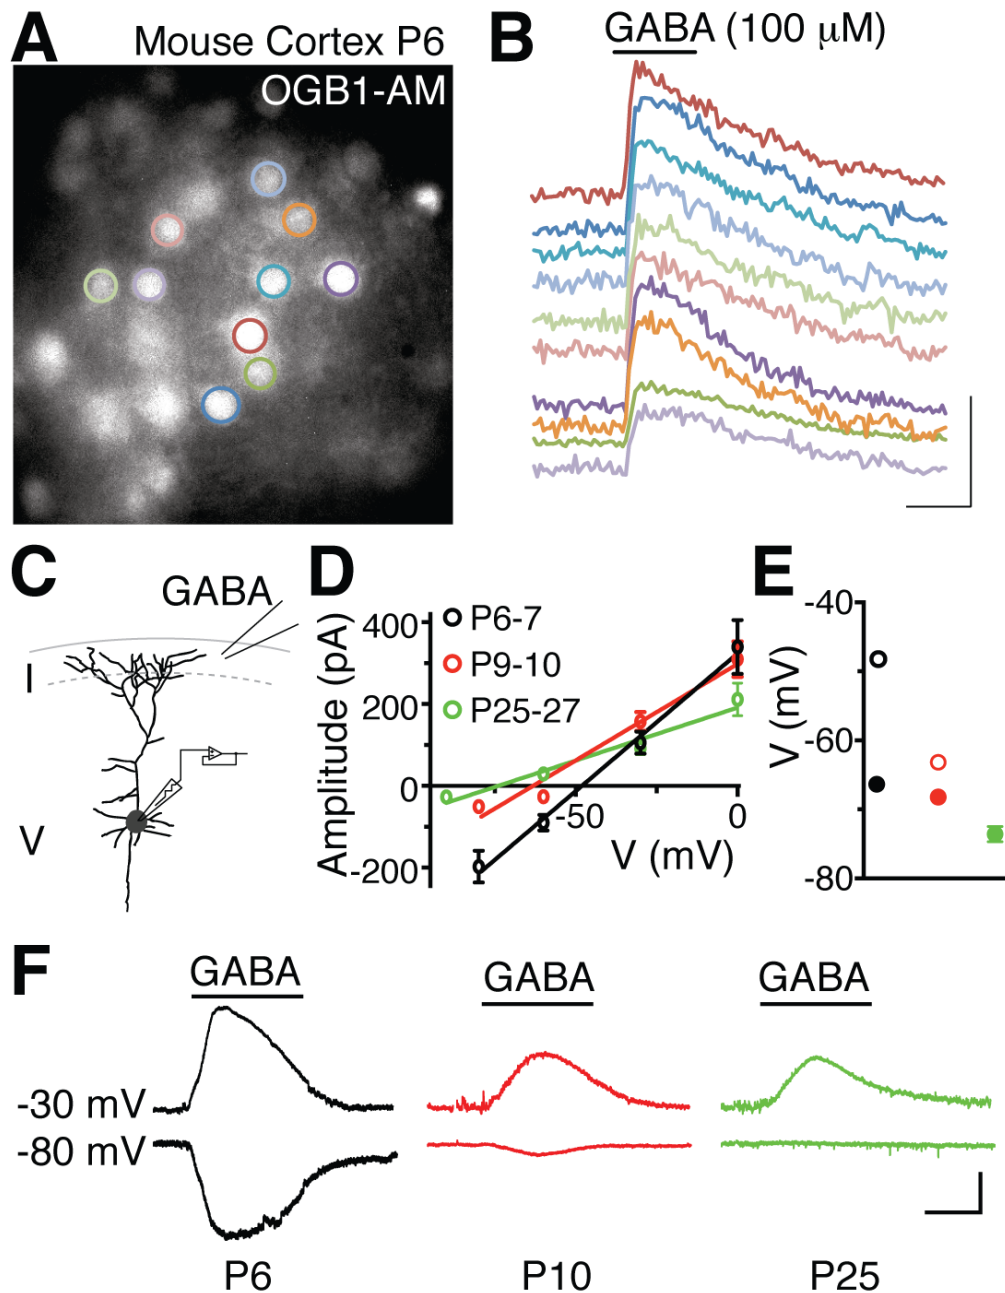 A
Mouse Cortex P6
OGB1-AM
B
GABA (100 µM)
C
GABA
I
V
D
Amplitude (pA)
400
200
0
-200
P6-7
P9-10
P25-27
-50
0
V (mV)
E
V (mV)
-40
-60
-80
F
GABA
GABA
GABA
-30 mV
-80 mV
P6
P10
P25